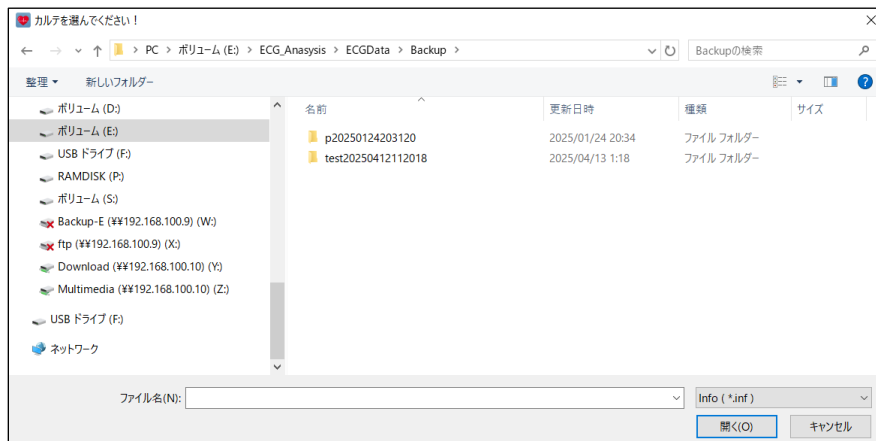 カルテを選んでください！
PC > ボリューム (E:) > ECG_Anasysis > ECGData > Backup >
Backupの検索
整理 新しいフォルダー
名前 更新日時 種類 サイズ
ボリューム (D:)
ボリューム (E:)
USB ドライブ (F:)
RAMDISK (P:)
ボリューム (S:)
Backup-E (¥¥192.168.100.9) (W:)
ftp (¥¥192.168.100.9) (X:)
Download (¥¥192.168.100.10) (Y:)
Multimedia (¥¥192.168.100.10) (Z:)
USB ドライブ (F:)
ネットワーク
p20250124203120 2025/01/24 20:34 ファイル フォルダー
test20250412112018 2025/04/13 1:18 ファイル フォルダー
ファイル名(N):
Info ( *.inf )
開く(O) キャンセル